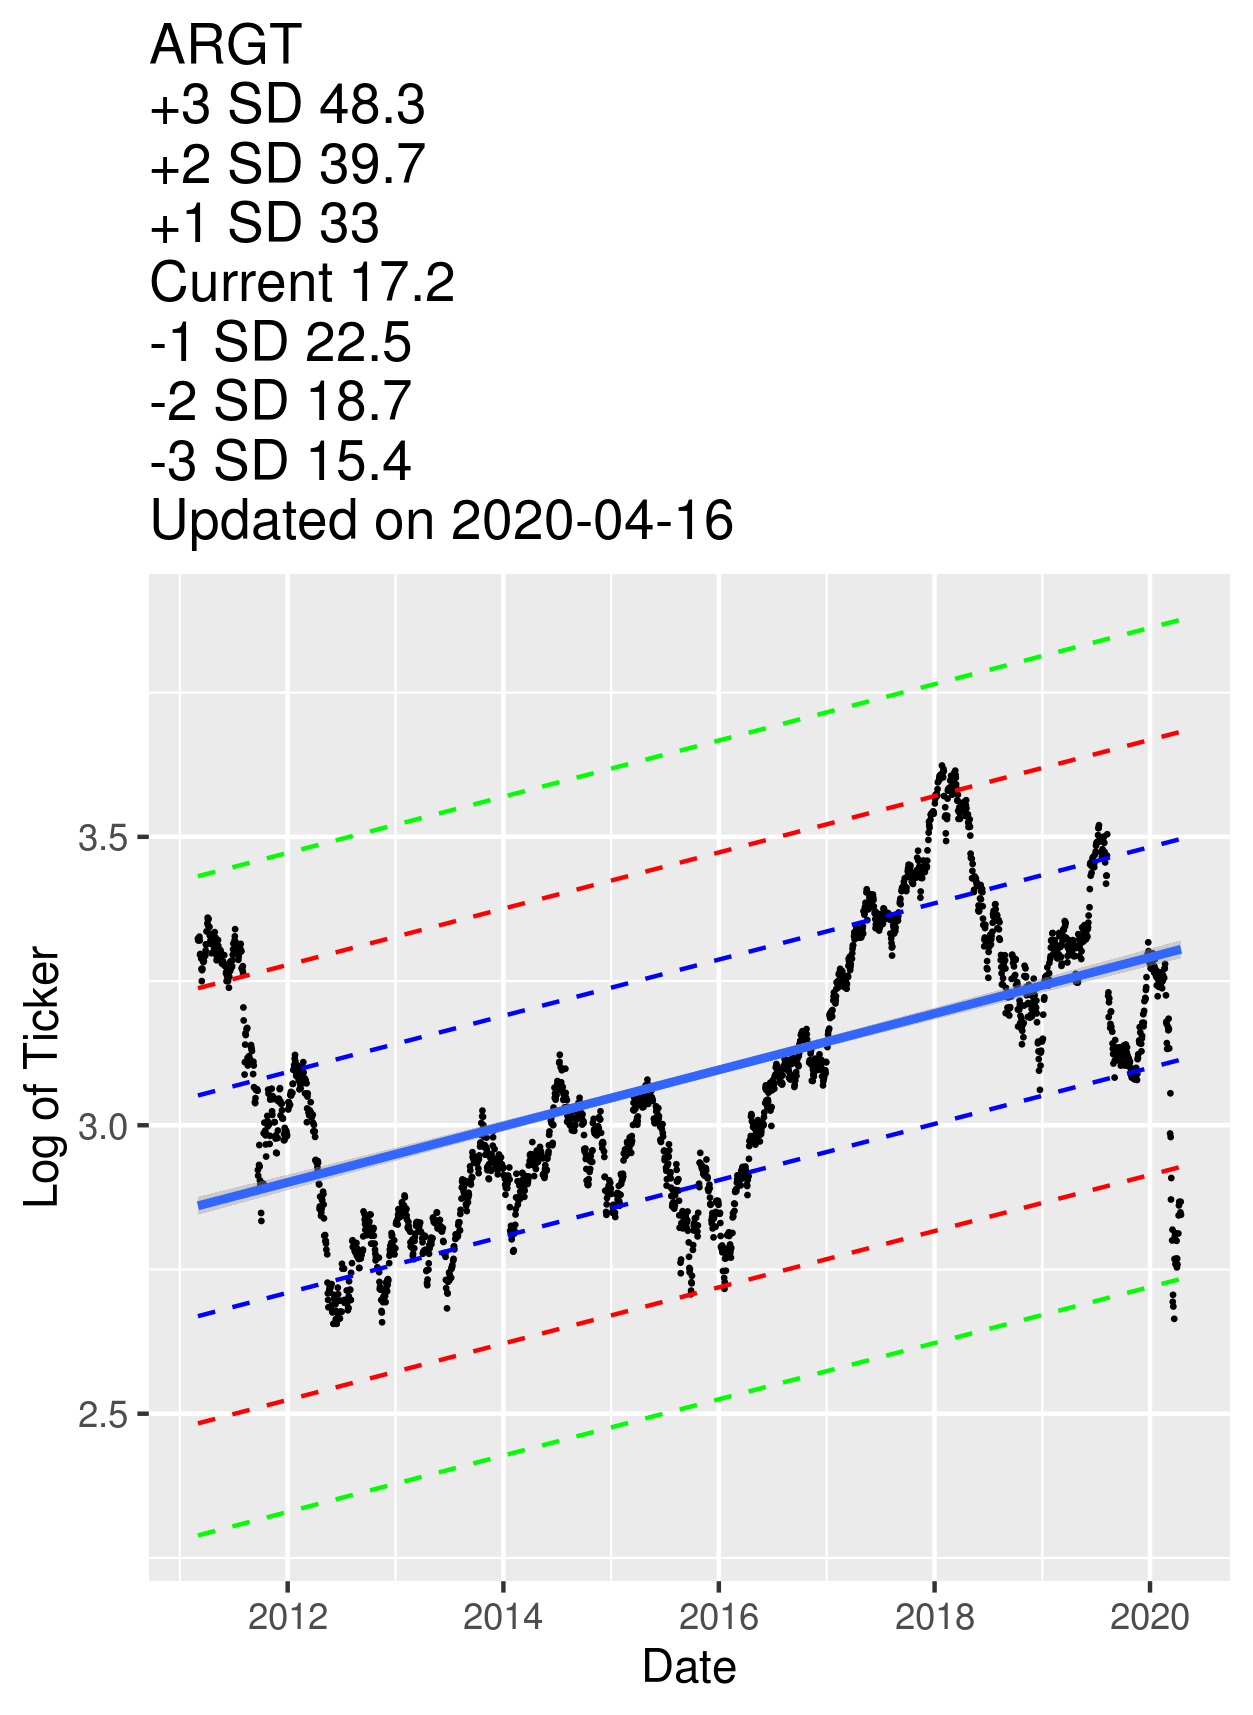 ARGT
+3 SD 48.3
+2 SD 39.7
+1 SD 33
Current 17.2
-1 SD 22.5
-2 SD 18.7
-3 SD 15.4
Updated on 2020-04-16
Log of Ticker
3.5
3.0
2.5
2012 2014 2016 2018 2020
Date